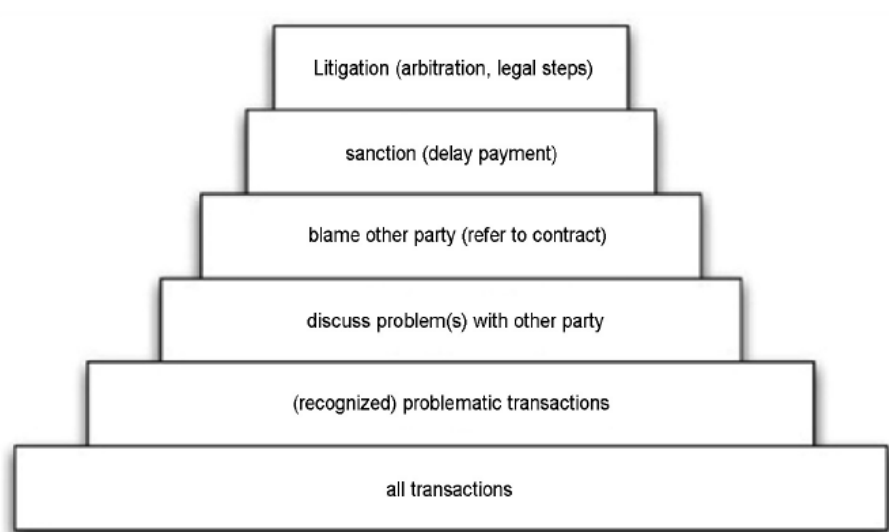 Litigation (arbitration, legal steps)
sanction (delay payment)
blame other party (refer to contract)
discuss problem(s) with other party
(recognized) problematic transactions
all transactions